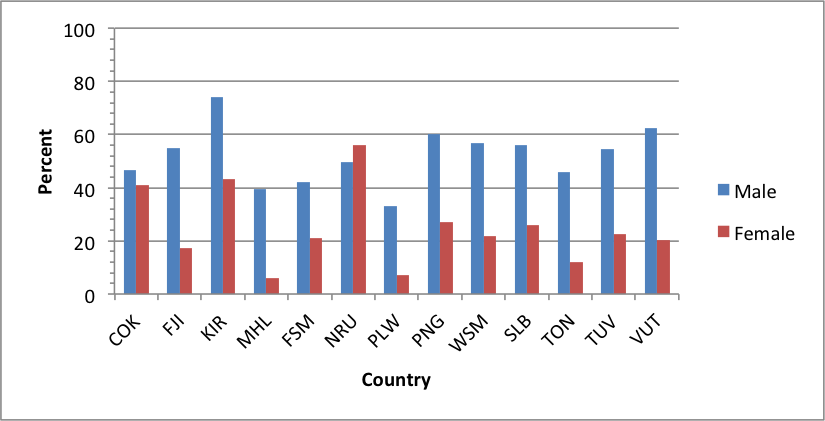 100
80
60
40
20
0
Percent
COK FJI KIR MHL FSM NRU PLW PNG WSM SLB TON TUV VUT
Country
Male
Female